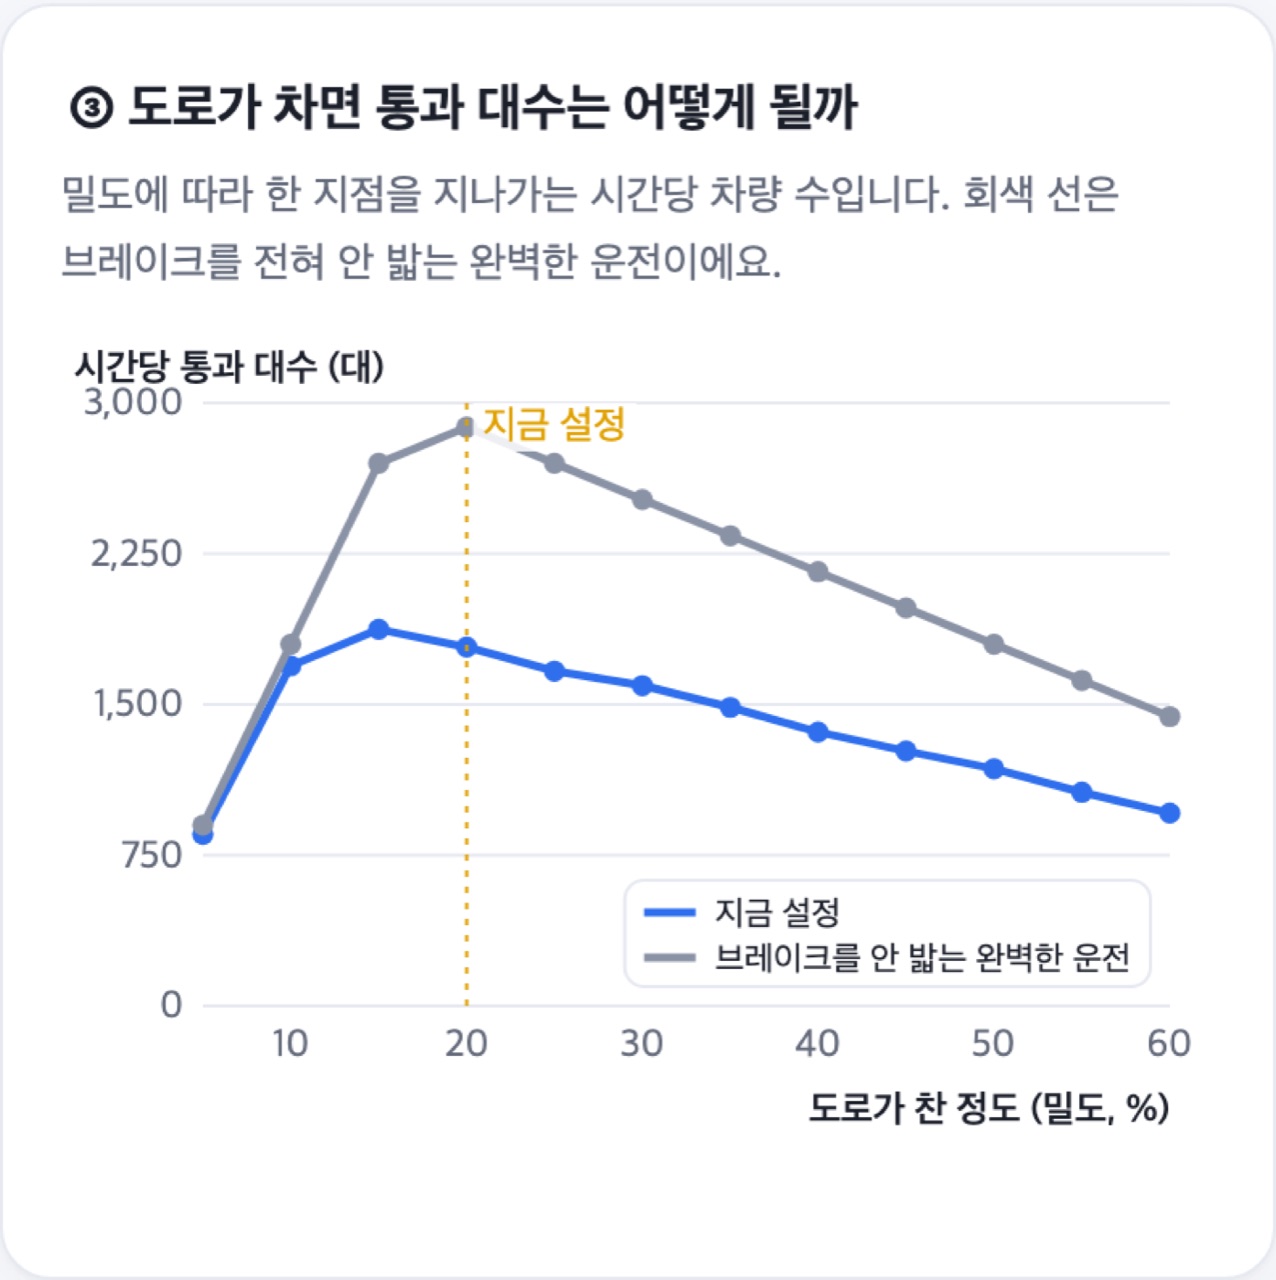 ③ 도로가 차면 통과 대수는 어떻게 될까
밀도에 따라 한 지점을 지나가는 시간당 차량 수입니다. 회색 선은
브레이크를 전혀 안 밟는 완벽한 운전이에요.
시간당 통과 대수 (대)
3,000
지금 설정
2,250
1,500
750
지금 설정
브레이크를 안 밟는 완벽한 운전
0
10 20 30 40 50 60
도로가 찬 정도 (밀도, %)